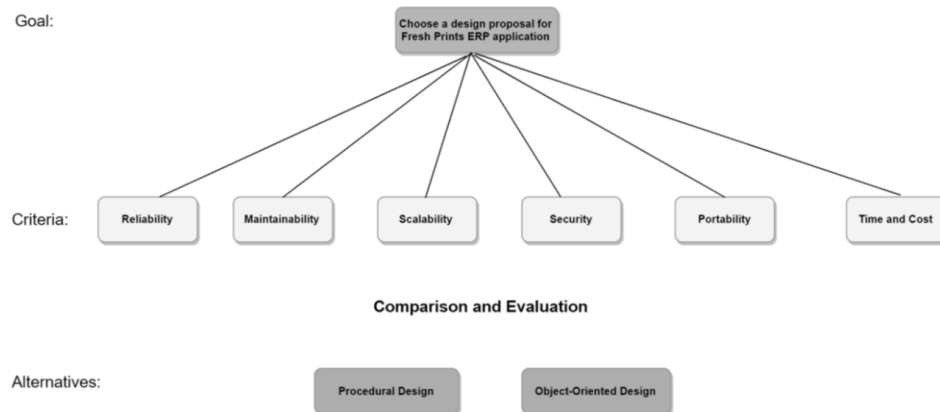 Goal:
Choose a design proposal for
Fresh Prints ERP application
Criteria:
Reliability
Maintainability
Scalability
Security
Portability
Time and Cost
Comparison and Evaluation
Alternatives:
Procedural Design
Object-Oriented Design